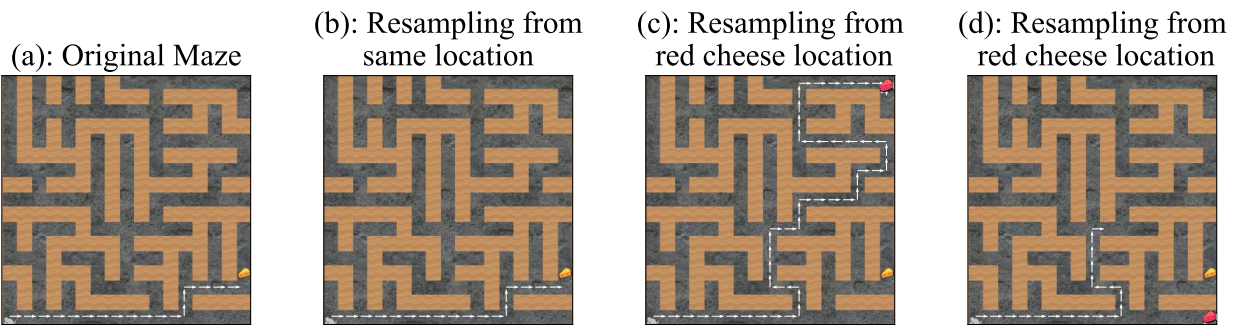 (a): Original Maze
(b): Resampling from
same location
(c): Resampling from
red cheese location
(d): Resampling from
red cheese location